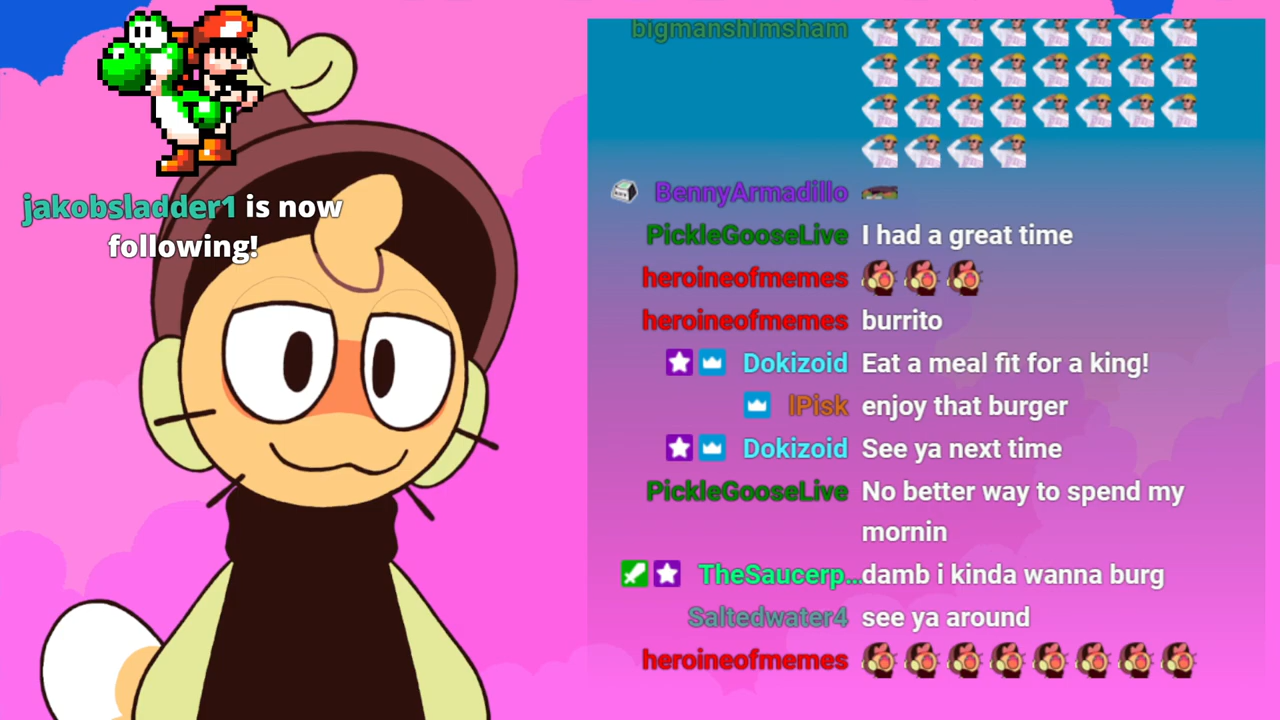 jakobsladder1 is now
following!
bigmanshimsham
BennyArmadillo
PickleGooseLive I had a great time
heroineofmemes
heroineofmemes burrito
Dokizoid Eat a meal fit for a king!
lPisk enjoy that burger
Dokizoid See ya next time
PickleGooseLive No better way to spend my
mornin
TheSaucerp...damb i kinda wanna burg
Saltedwater4 see ya around
heroineofmemes